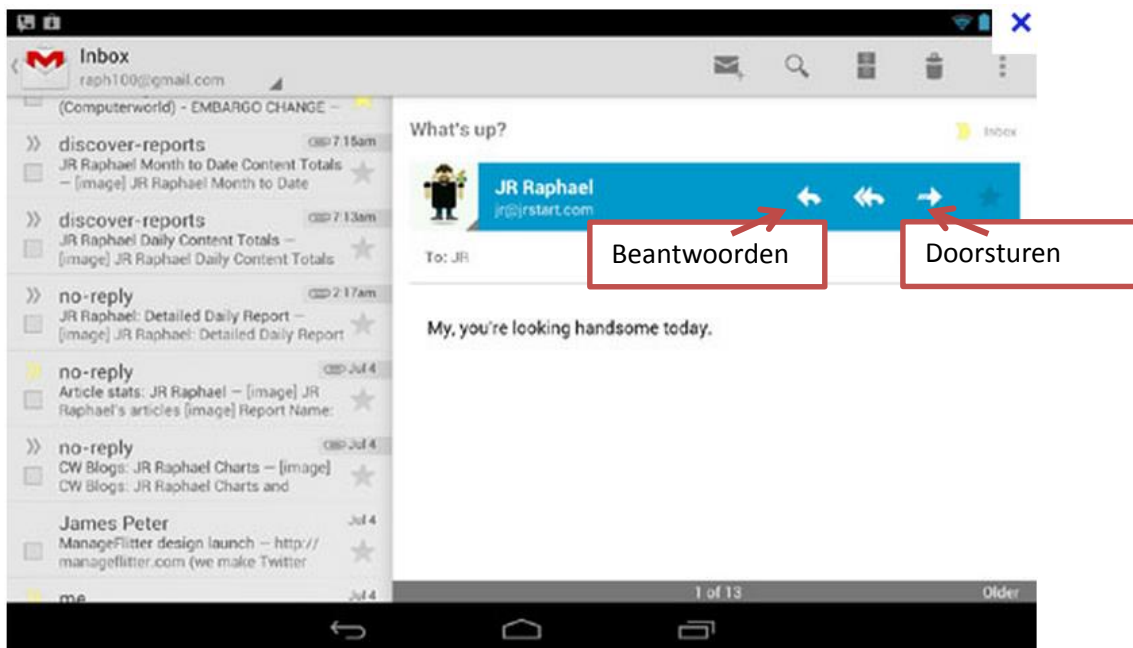 Inbox
raph100@gmail.com
(Computerworld) - EMBARGO CHANGE –
discover-reports
7:15am
JR Raphael Month to Date Content Totals
– [image] JR Raphael Month to Date
discover-reports
7:13am
JR Raphael Daily Content Totals –
[image] JR Raphael Daily Content Totals
no-reply
2:17am
JR Raphael: Detailed Daily Report –
[image] JR Raphael: Detailed Daily Report
no-reply
Jul 4
Article stats: JR Raphael – [image] JR
Raphael's articles [image] Report Name:
no-reply
Jul 4
CW Blogs: JR Raphael Charts – [image]
CW Blogs: JR Raphael Charts and
James Peter
Jul 4
ManageFlitter design launch – http://
manageflitter.com (we make Twitter
me
Jul 4
What's up?
Inbox
JR Raphael
jr@jrstart.com
Beantwoorden
Doorsturen
To: JR
My, you're looking handsome today.
1 of 13
Older